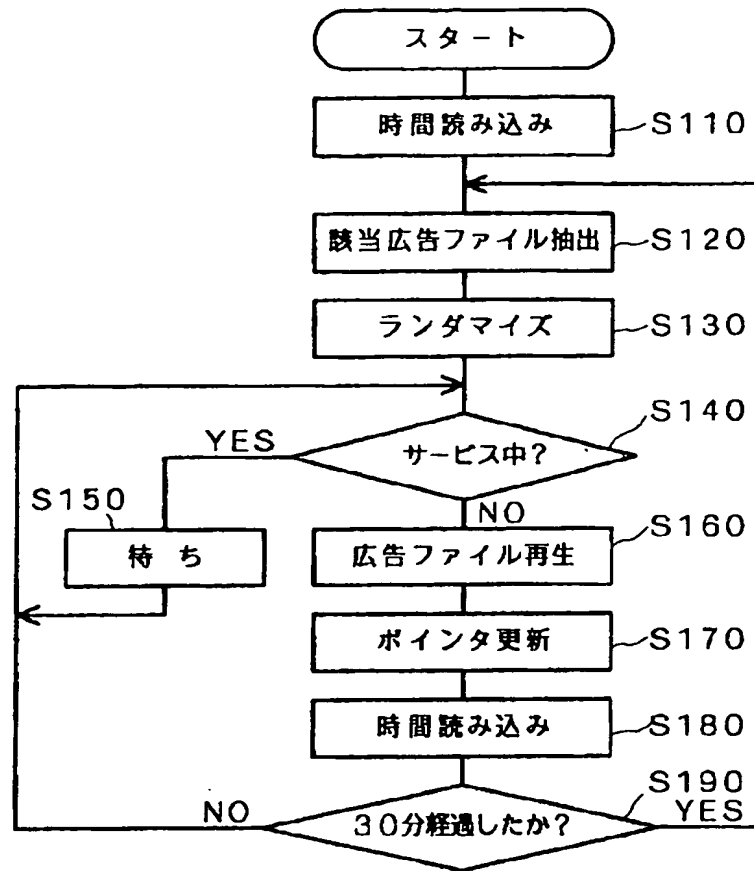 スタート
時間読み込み
S110
該当広告ファイル抽出
S120
ランダマイズ
S130
S140
YES
サービス中?
S150
NO
S160
待ち
広告ファイル再生
ポインタ更新
S170
時間読み込み
S180
S190
NO
30分経過したか?
YES